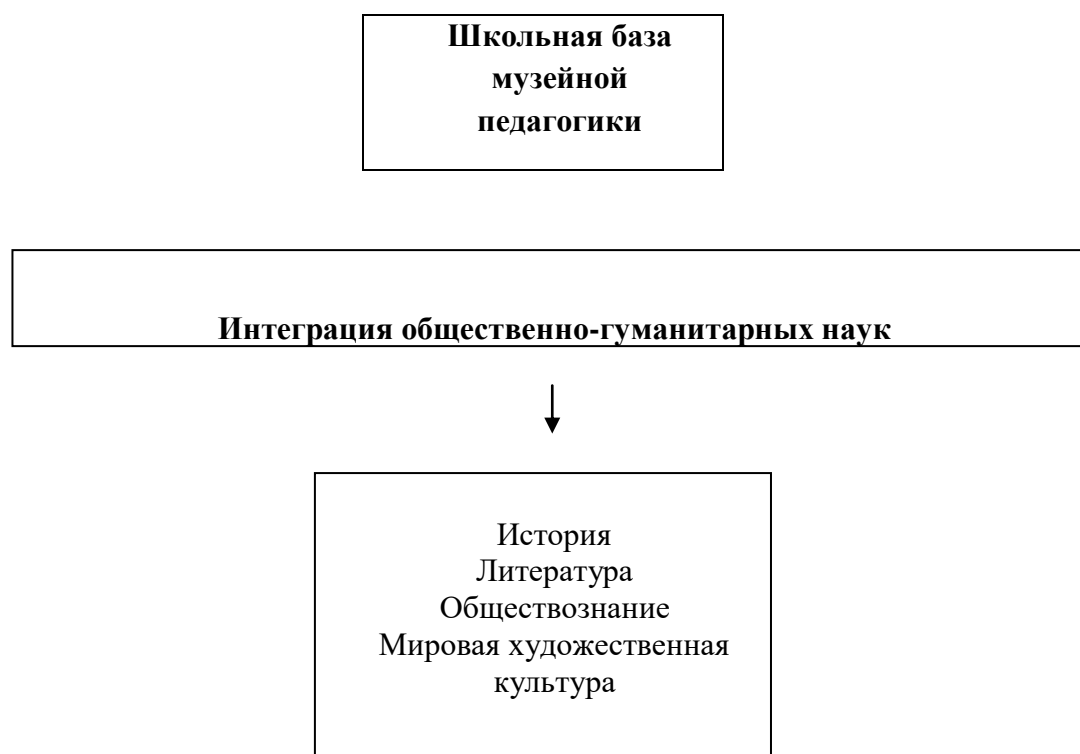 Школьная база
музейной
педагогики
Интеграция общественно-гуманитарных наук
История
Литература
Обществознание
Мировая художественная
культура